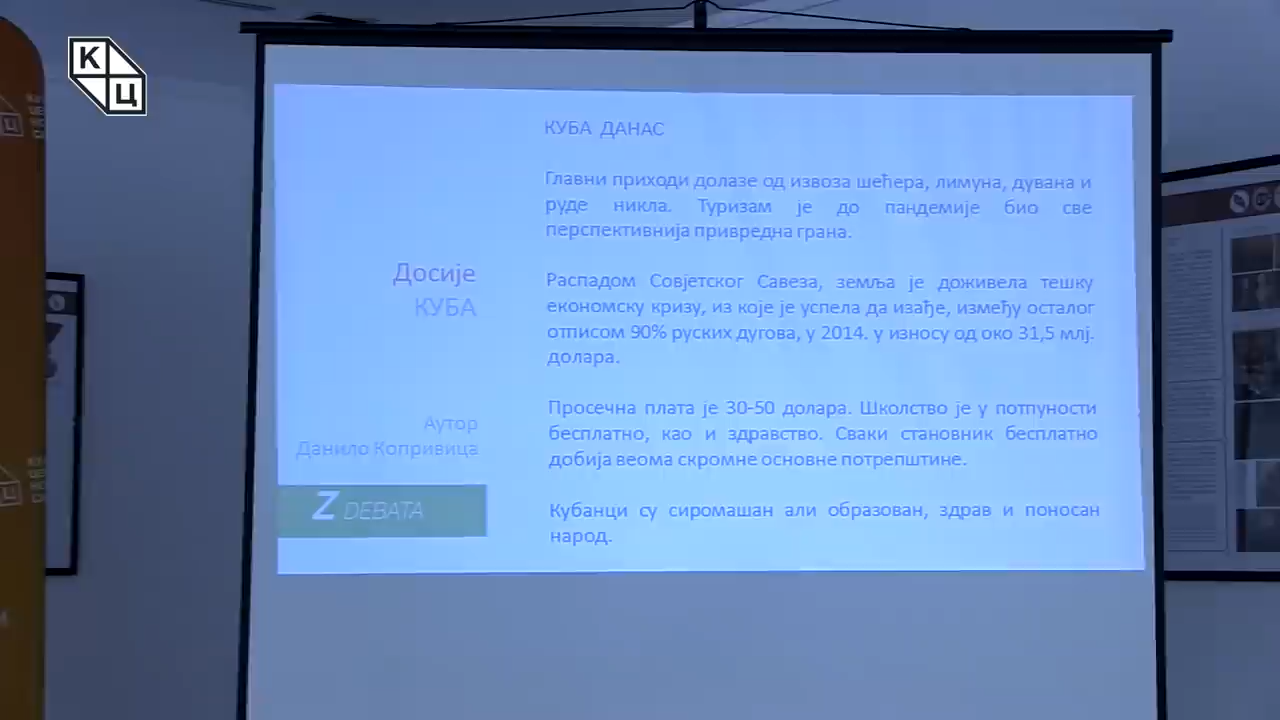 К
Ц
КУБА ДАНАС
Главни приходи долазе од извоза шећера, лимуна, дувана и
руде никла. Туризам је до пандемије био све
перспективнија привредна грана.
Распадом Совјетског Савеза, земља је доживела тешку
економску кризу, из које је успела да изађе, између осталог
отписом 90% руских дугова, у 2014. у износу од око 31,5 млј.
долара.
Просечна плата је 30-50 долара. Школство је у потпуности
бесплатно, као и здравство. Сваки становник бесплатно
добија веома скромне основне потрепштине.
Кубанци су сиромашан али образован, здрав и поносан
народ.
Досије
КУБА
Аутор
Данило Копривица
Z DEBATA